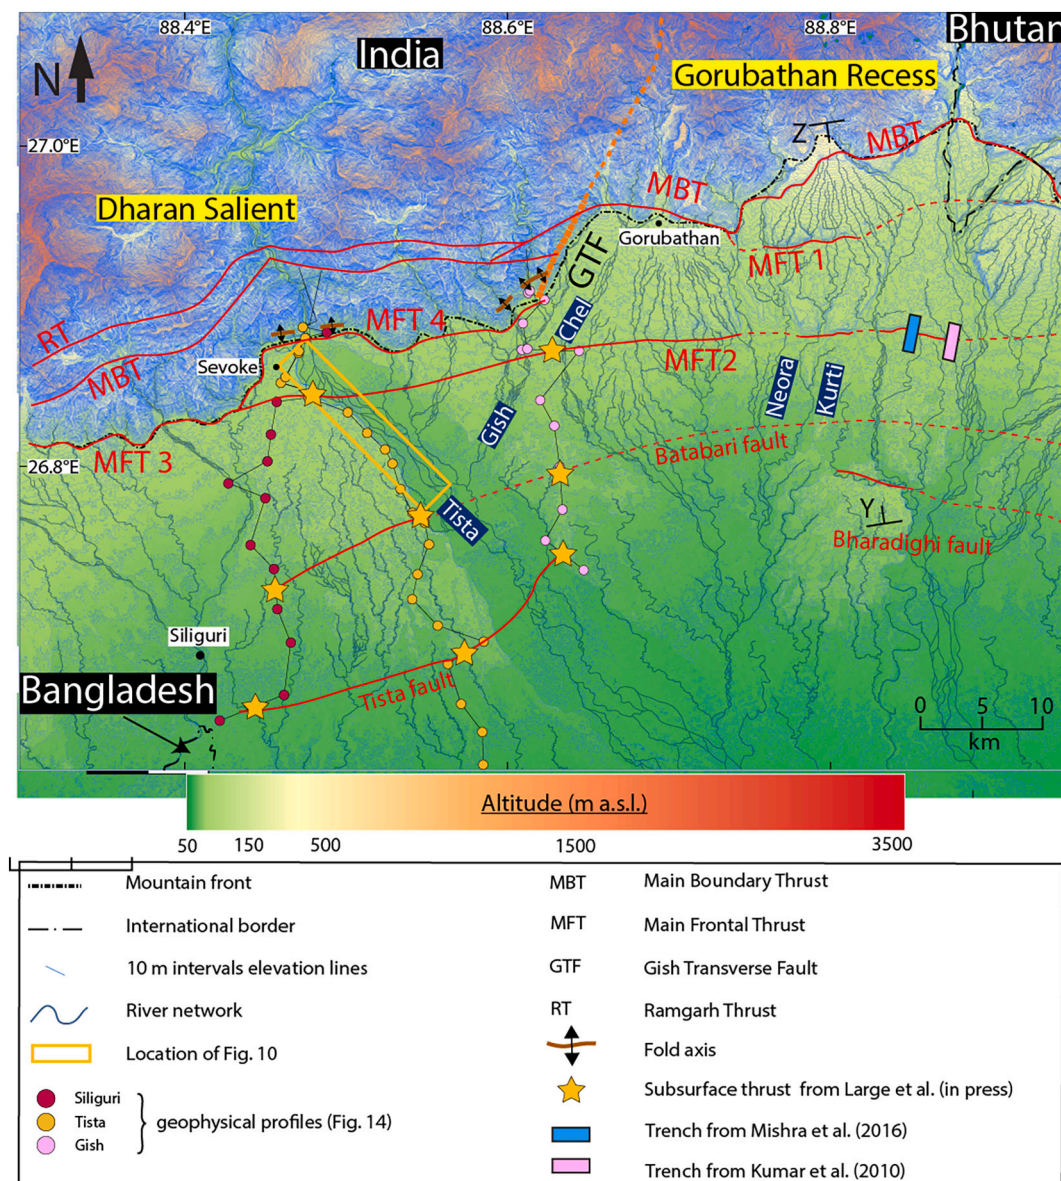 88.4°E
88.6°E
88.8°E
India
Bhutan
N
Gorubathan Recess
Z
27.0°E
MBT
MBT
Dharan Salient
Gorubathan
GTF
MFT 1
RT
MBT
MFT 4
Chel
Sevoke
MFT2
Neora
Kurti
Gish
MFT 3
26.8°E
Batabari fault
Tista
Y
Bharadighi fault
Siliguri
Bangladesh
Tista fault
0 5 10
km
Altitude (m a.s.l.)
50 150 500 1500 3500
Mountain front
International border
10 m intervals elevation lines
River network
Location of Fig. 10
Siliguri
Tista
Gish
geophysical profiles (Fig. 14)
MBT Main Boundary Thrust
MFT Main Frontal Thrust
GTF Gish Transverse Fault
RT Ramgarh Thrust
Fold axis
Subsurface thrust from Large et al. (in press)
Trench from Mishra et al. (2016)
Trench from Kumar et al. (2010)